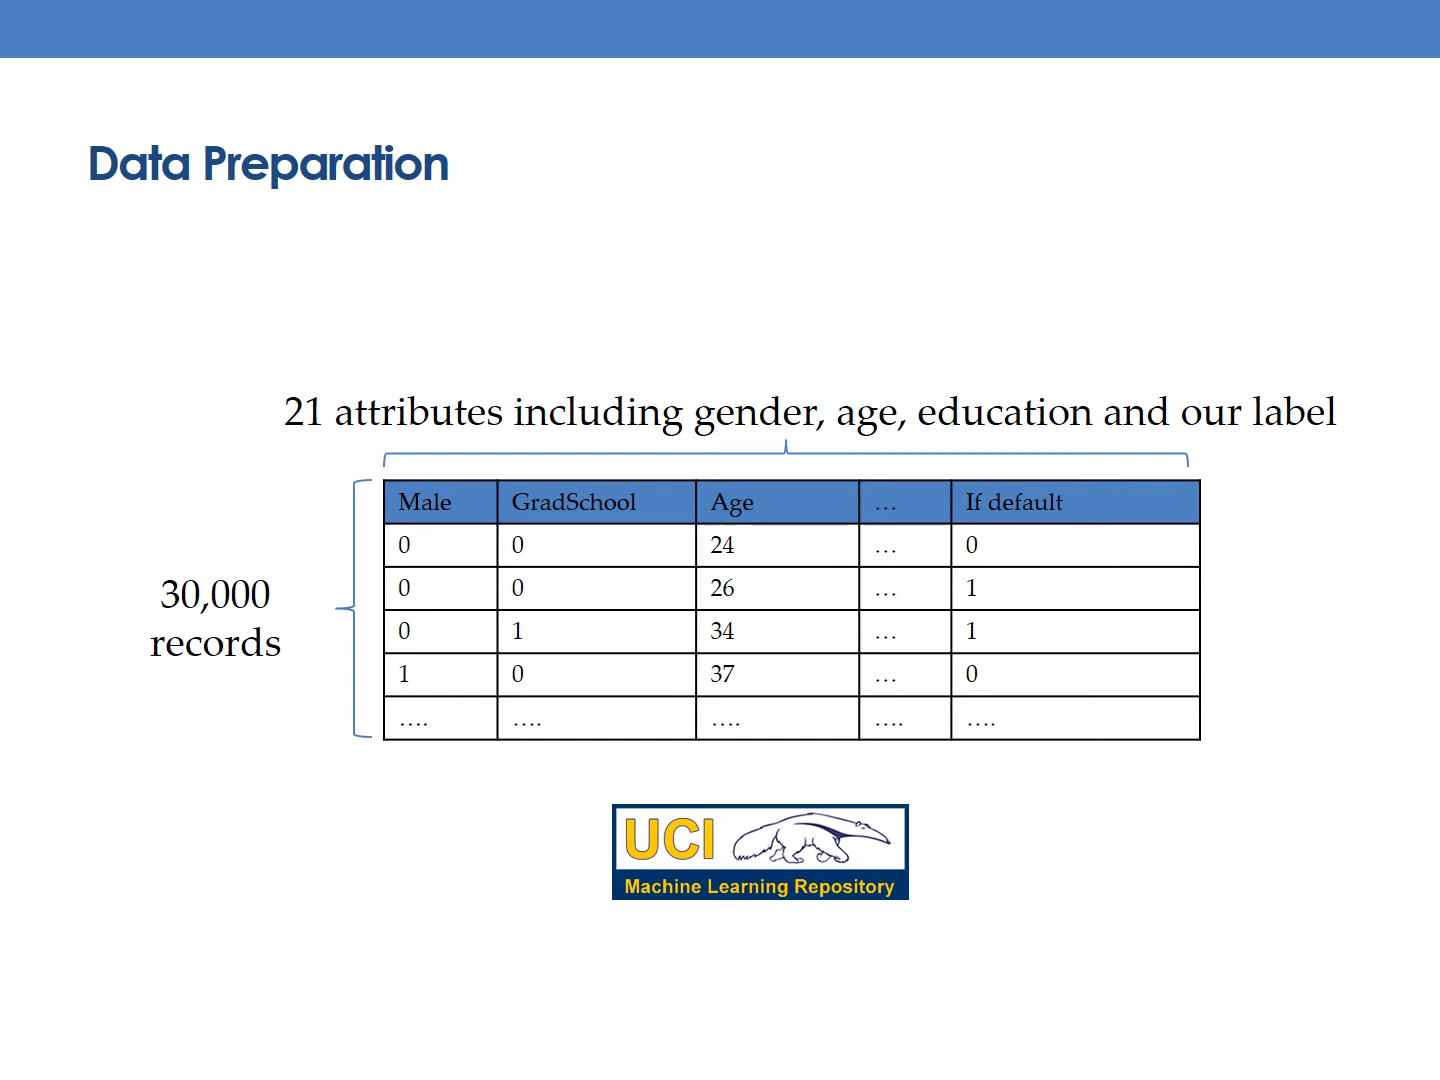 Data Preparation
21 attributes including gender, age, education and our label
30,000
records
Male GradSchool Age … If default
0 0 24 … 0
0 0 26 … 1
0 1 34 … 1
1 0 37 … 0
…. …. …. …. ….
UCI
Machine Learning Repository